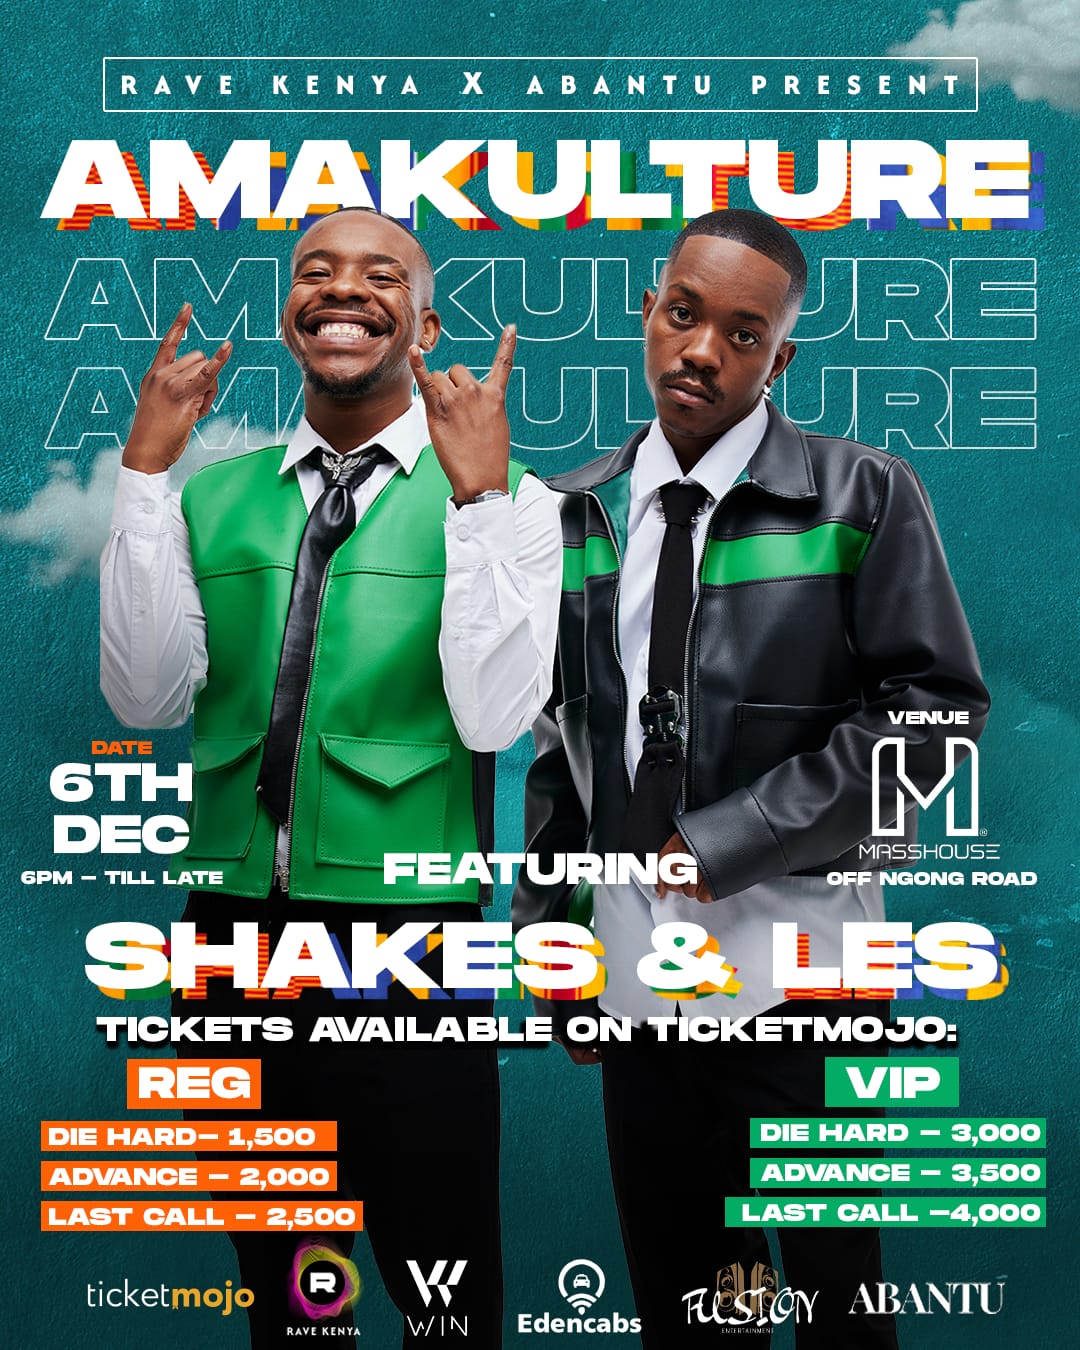 RAVE KENYA X ABANTU PRESENT
AMAKULTURE
AMAKULTURE
AMAKULTURE
DATE
6TH
DEC
6PM – TILL LATE
VENUE
M
MASSHOUSE
OFF NGONG ROAD
FEATURING
SHAKES & LES
TICKETS AVAILABLE ON TICKETMOJO:
REG
DIE HARD– 1,500
ADVANCE – 2,000
LAST CALL – 2,500
VIP
DIE HARD – 3,000
ADVANCE – 3,500
LAST CALL –4,000
ticketmojo
R
RAVE KENYA
W
WIN
Edencabs
FUSION
ENTERTAINMENT
ABANTU